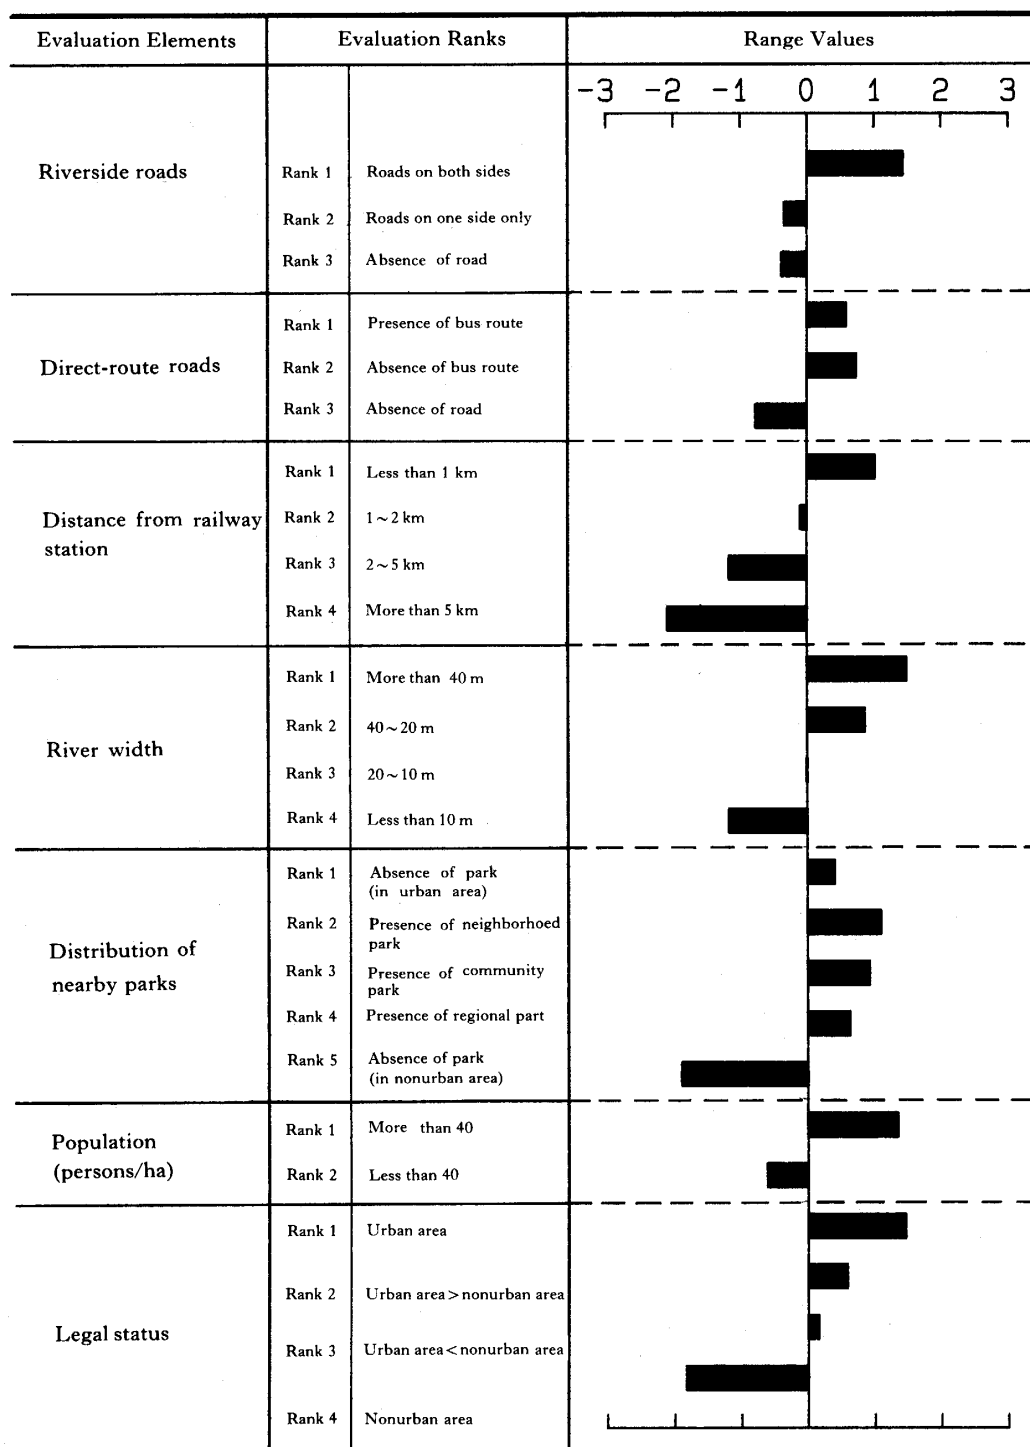 Evaluation Elements Evaluation Ranks Range Values
-3 -2 -1 0 1 2 3
Riverside roads
Rank 1 Roads on both sides
Rank 2 Roads on one side only
Rank 3 Absence of road
Direct-route roads
Rank 1 Presence of bus route
Rank 2 Absence of bus route
Rank 3 Absence of road
Distance from railway
station
Rank 1 Less than 1 km
Rank 2 1~2 km
Rank 3 2~5 km
Rank 4 More than 5 km
River width
Rank 1 More than 40 m
Rank 2 40~20 m
Rank 3 20~10 m
Rank 4 Less than 10 m
Distribution of
nearby parks
Rank 1 Absence of park
(in urban area)
Rank 2 Presence of neighborhoed
park
Rank 3 Presence of community
park
Rank 4 Presence of regional part
Rank 5 Absence of park
(in nonurban area)
Population
(persons/ha)
Rank 1 More than 40
Rank 2 Less than 40
Legal status
Rank 1 Urban area
Rank 2 Urban area > nonurban area
Rank 3 Urban area < nonurban area
Rank 4 Nonurban area